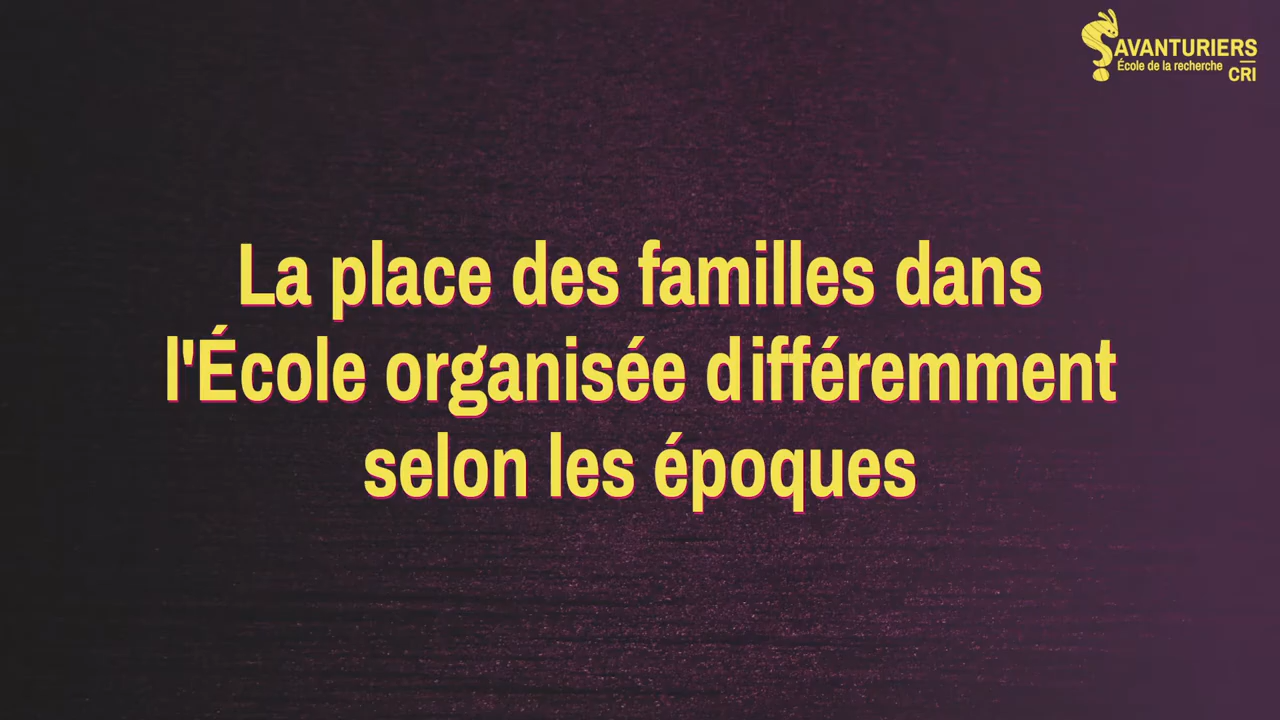 SAVANTURIERS
École de la recherche
CRI
La place des familles dans
l'École organisée différemment
selon les époques